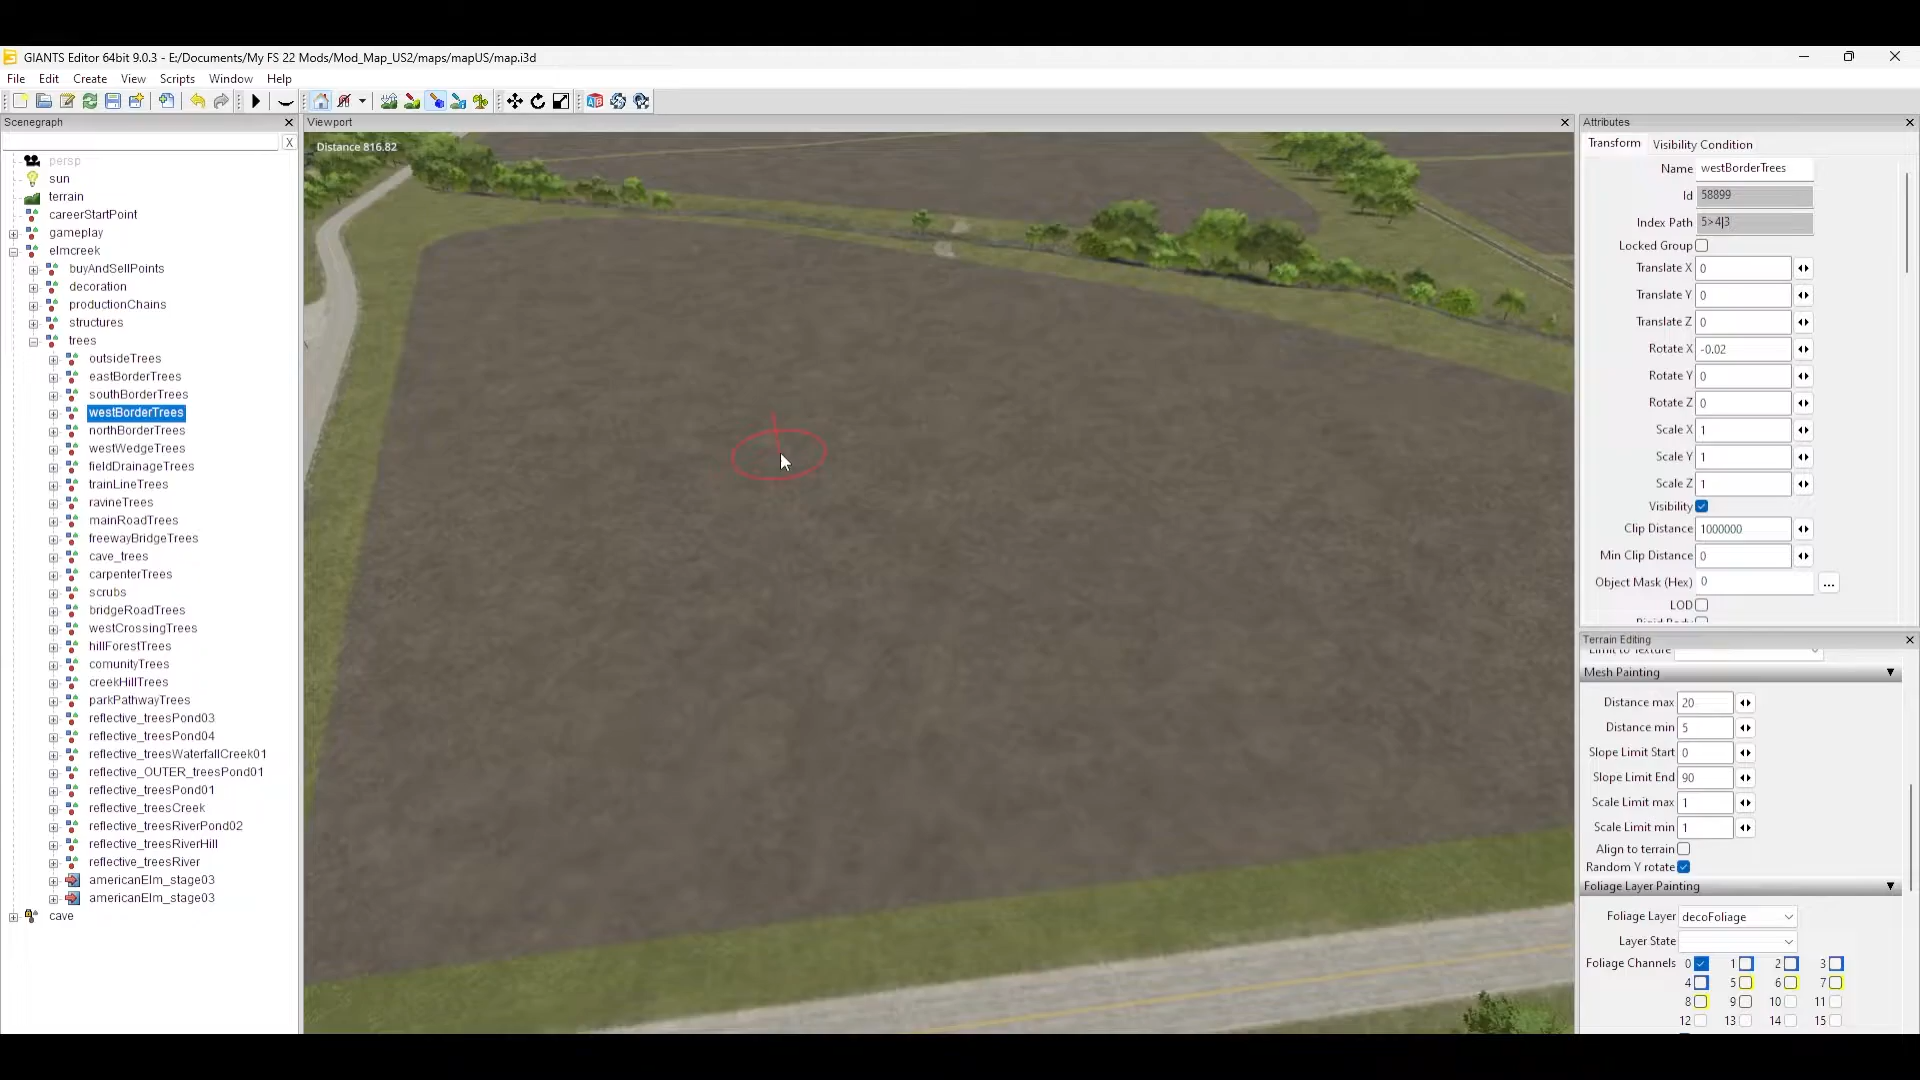 GIANTS Editor 64bit 9.0.3 - E:/Documents/My FS 22 Mods/Mod_Map_US2/maps/mapUS/map.i3d
File Edit Create View Scripts Window Help
Scenegraph
X
persp
sun
terrain
careerStartPoint
gameplay
elmcreek
buyAndSellPoints
decoration
productionChains
structures
trees
outsideTrees
eastBorderTrees
southBorderTrees
westBorderTrees
northBorderTrees
westWedgeTrees
fieldDrainageTrees
trainLineTrees
ravineTrees
mainRoadTrees
freewayBridgeTrees
cave_trees
carpenterTrees
scrubs
bridgeRoadTrees
westCrossingTrees
hillForestTrees
comunityTrees
creekHillTrees
parkPathwayTrees
reflective_treesPond03
reflective_treesPond04
reflective_treesWaterfallCreek01
reflective_OUTER_treesPond01
reflective_treesPond01
reflective_treesCreek
reflective_treesRiverPond02
reflective_treesRiverHill
reflective_treesRiver
americanElm_stage03
americanElm_stage03
cave
Viewport
Distance 816.82
Attributes
Transform Visibility Condition
Name westBorderTrees
Id 58899
Index Path 5>4|3
Locked Group
Translate X 0
Translate Y 0
Translate Z 0
Rotate X -0.02
Rotate Y 0
Rotate Z 0
Scale X 1
Scale Y 1
Scale Z 1
Visibility
Clip Distance 1000000
Min Clip Distance 0
Object Mask (Hex) 0 ...
LOD
Rigid Body
Terrain Editing
Limit to Texture
Mesh Painting
Distance max 20
Distance min 5
Slope Limit Start 0
Slope Limit End 90
Scale Limit max 1
Scale Limit min 1
Align to terrain
Random Y rotate
Foliage Layer Painting
Foliage Layer decoFoliage
Layer State
Foliage Channels 0 1 2 3
4 5 6 7
8 9 10 11
12 13 14 15